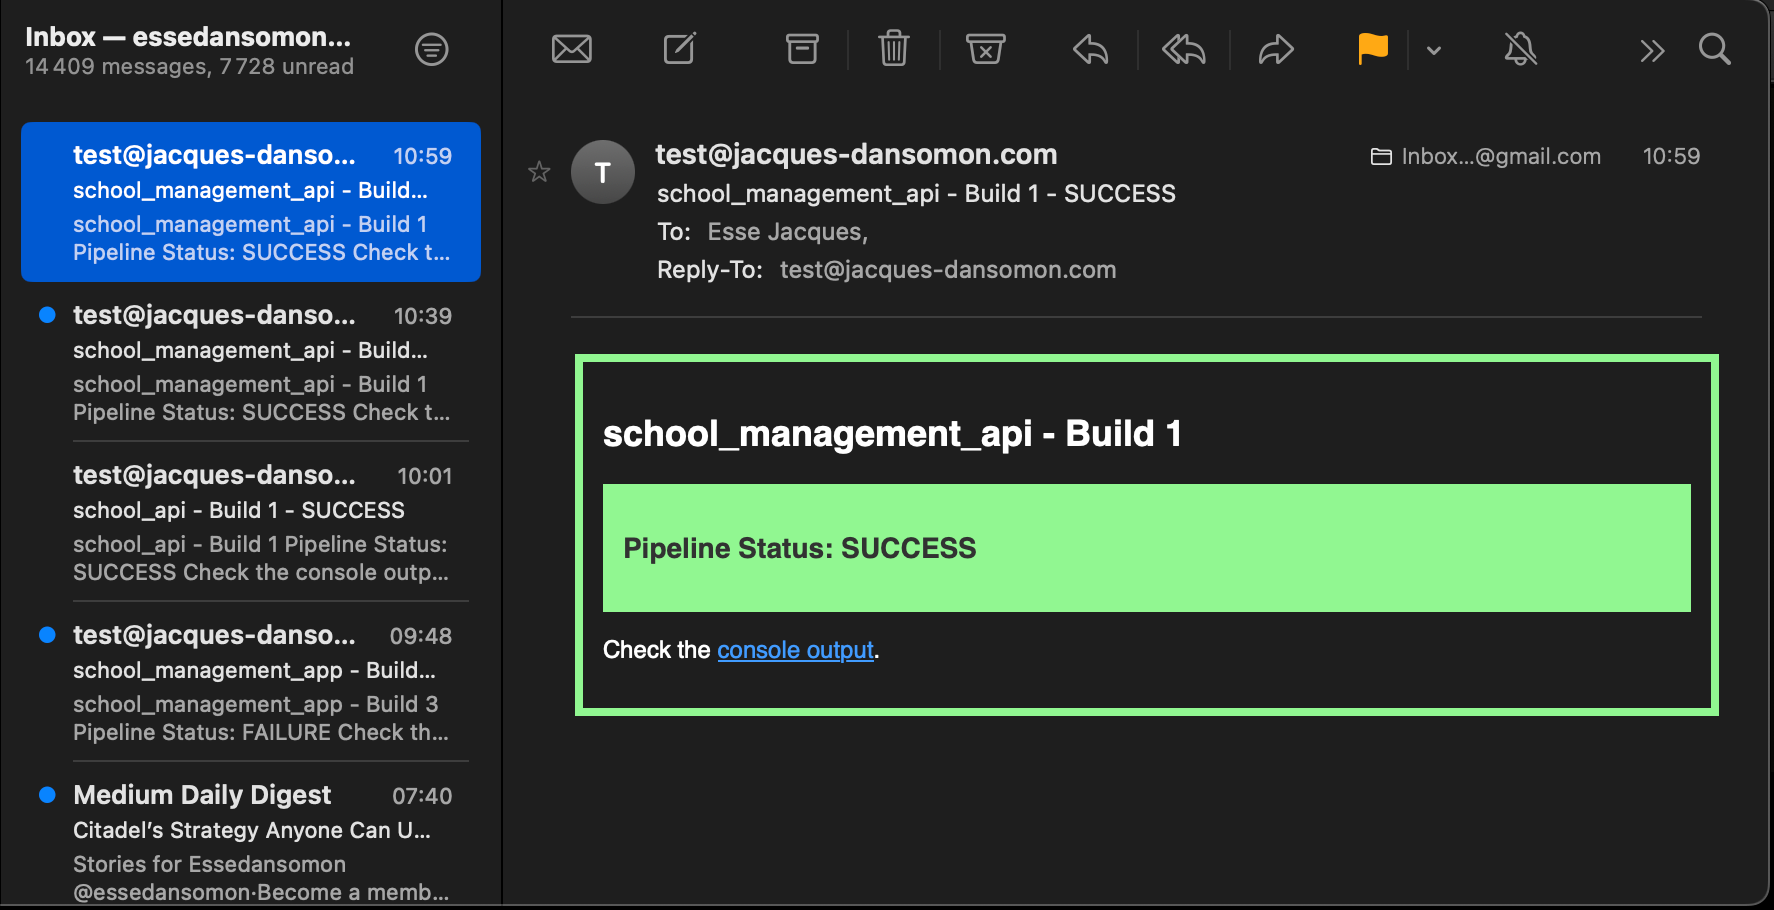 Inbox — essedansomon...
14 409 messages, 7 728 unread
test@jacques-danso... 10:59
school_management_api - Build...
school_management_api - Build 1
Pipeline Status: SUCCESS Check t...
test@jacques-danso... 10:39
school_management_api - Build...
school_management_api - Build 1
Pipeline Status: SUCCESS Check t...
test@jacques-danso... 10:01
school_api - Build 1 - SUCCESS
school_api - Build 1 Pipeline Status:
SUCCESS Check the console outp...
test@jacques-danso... 09:48
school_management_app - Build...
school_management_app - Build 3
Pipeline Status: FAILURE Check th...
Medium Daily Digest 07:40
Citadel's Strategy Anyone Can U...
Stories for Essedansomon
@essedansomon·Become a memb...
T
test@jacques-dansomon.com Inbox...@gmail.com 10:59
school_management_api - Build 1 - SUCCESS
To: Esse Jacques,
Reply-To: test@jacques-dansomon.com
school_management_api - Build 1
Pipeline Status: SUCCESS
Check the console output.